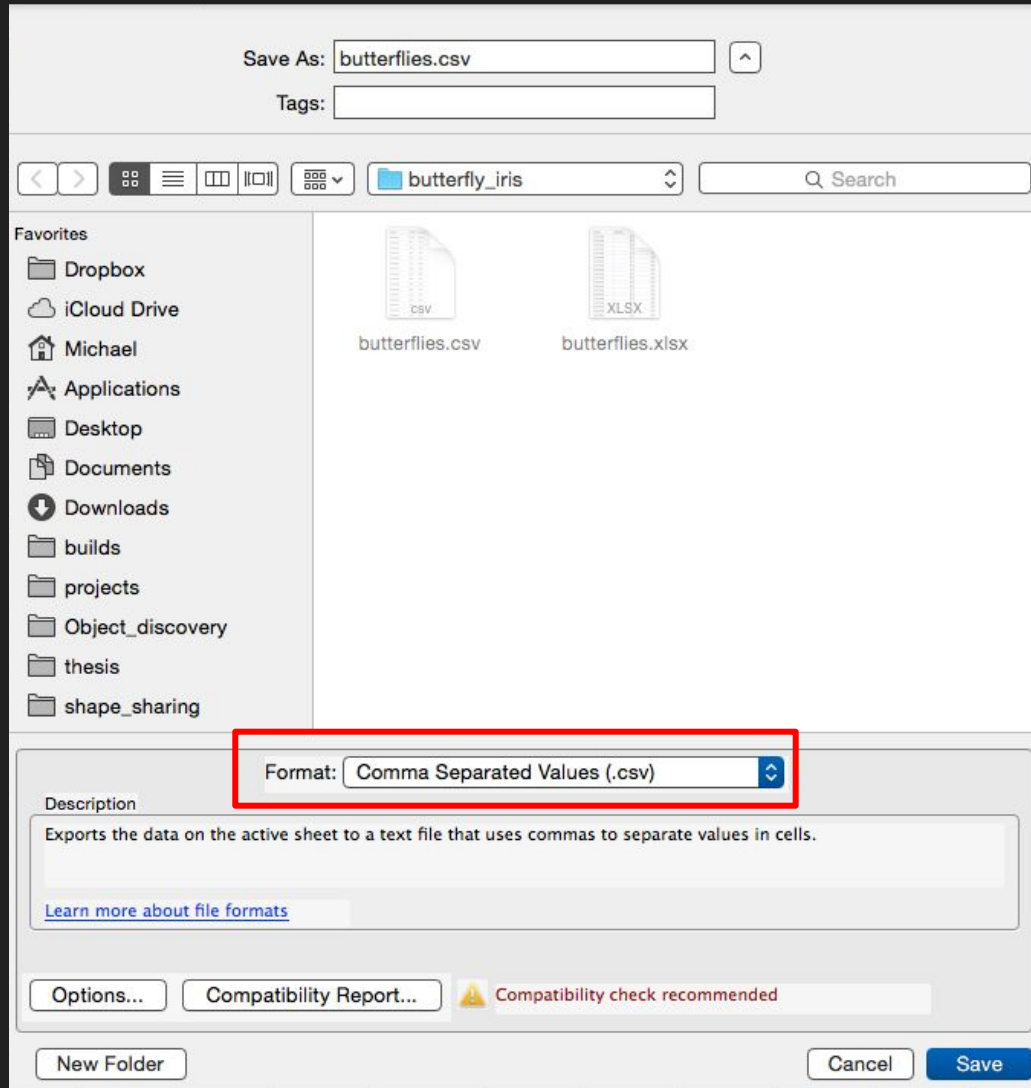 Save As: butterflies.csv
Tags:
butterfly_iris
Search
Favorites
Dropbox
iCloud Drive
Michael
Applications
Desktop
Documents
Downloads
builds
projects
Object_discovery
thesis
shape_sharing
csv
XLSX
butterflies.csv
butterflies.xlsx
Format: Comma Separated Values (.csv)
Description
Exports the data on the active sheet to a text file that uses commas to separate values in cells.
Learn more about file formats
Options...
Compatibility Report...
Compatibility check recommended
New Folder
Cancel
Save